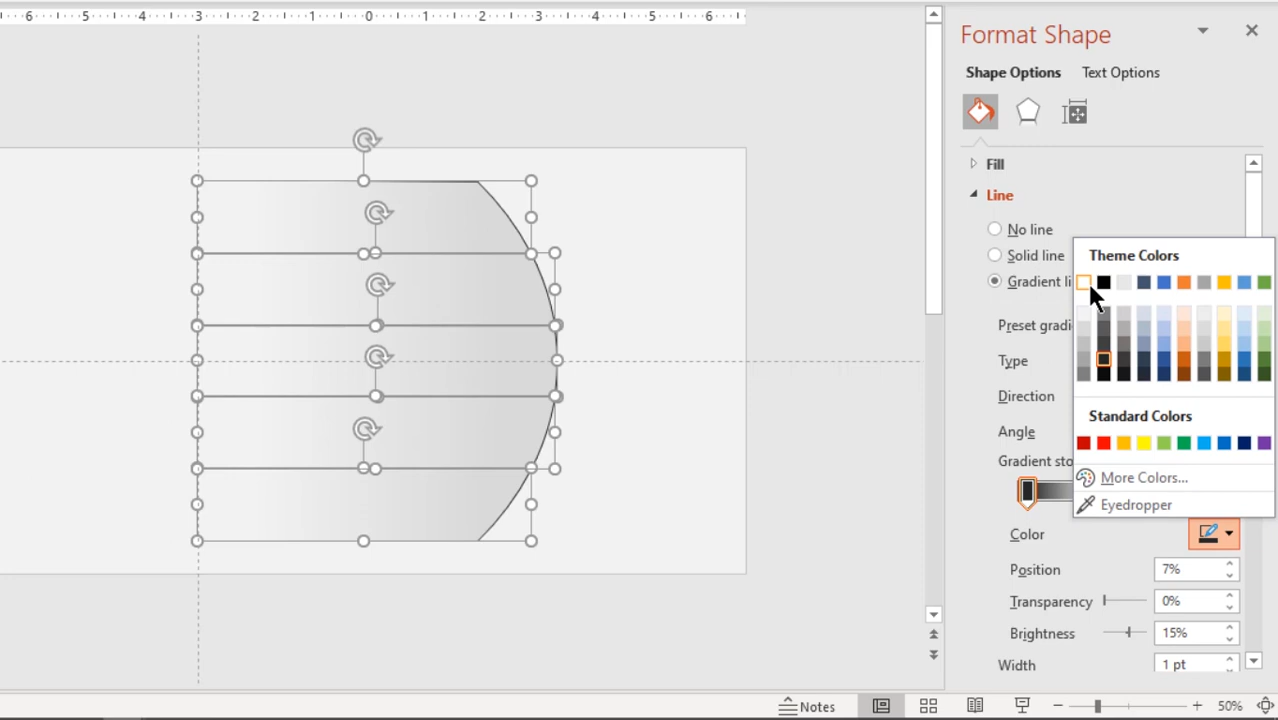 6 5 4 3 2 1 0 1 2 3 4 5 6
Format Shape
Shape Options Text Options
Fill
Line
No line
Solid line
Gradient li
Theme Colors
Preset gradi
Type
Direction
Angle
Standard Colors
Gradient sto
More Colors...
Eyedropper
Color
Position 7%
Transparency 0%
Brightness 15%
Width 1 pt
Notes 50%